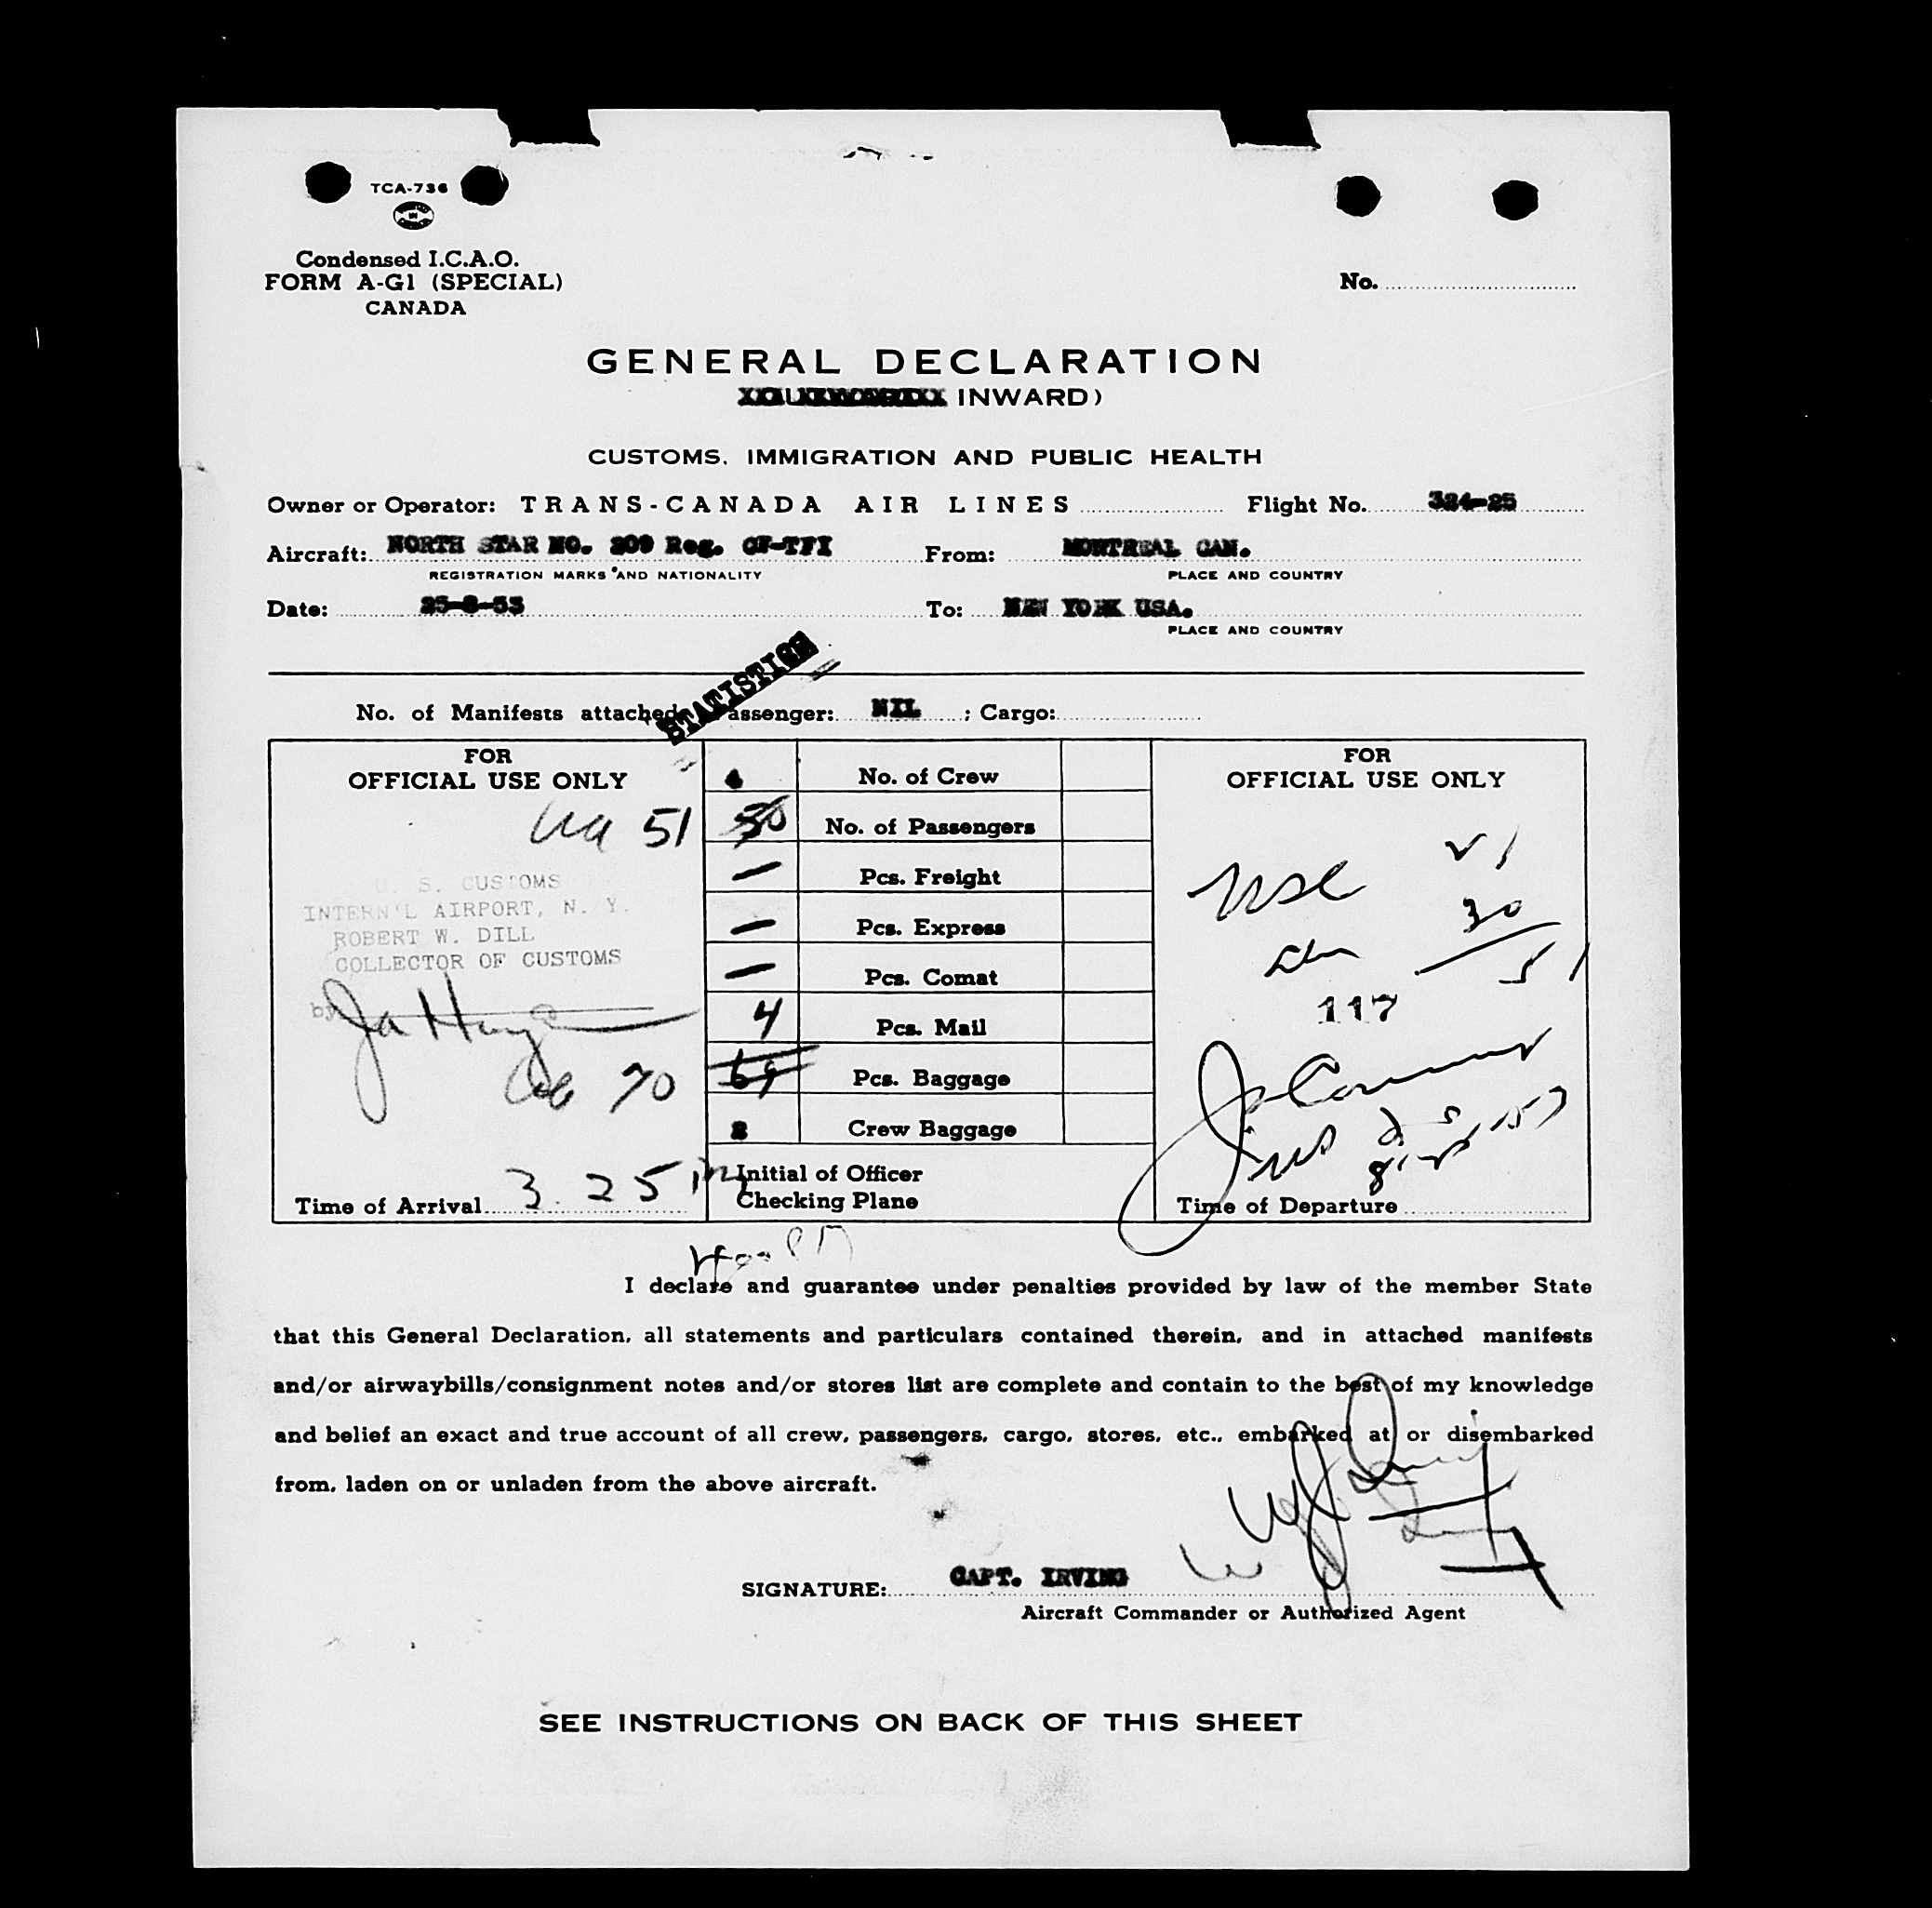 TCA-736
Condensed I.C.A.O.
FORM A-G1 (SPECIAL)
CANADA
No.
GENERAL DECLARATION
INWARD)
CUSTOMS, IMMIGRATION AND PUBLIC HEALTH
Owner or Operator: TRANS-CANADA AIR LINES Flight No. 324-25
Aircraft: NORTH STAR NO. 209 Reg. CF-TFI From: MONTREAL CAN.
REGISTRATION MARKS AND NATIONALITY PLACE AND COUNTRY
Date: 25-8-53 To: NEW YORK USA.
PLACE AND COUNTRY
STATISTICS
No. of Manifests attached Passenger: NIL ; Cargo:
FOR
OFFICIAL USE ONLY
51
U. S. CUSTOMS
INTERN'L AIRPORT, N. Y.
ROBERT W. DILL
COLLECTOR OF CUSTOMS
by
70
Time of Arrival 3.25 PM
No. of Crew
50 No. of Passengers
— Pcs. Freight
— Pcs. Express
— Pcs. Comat
4 Pcs. Mail
69 Pcs. Baggage
Crew Baggage
Initial of Officer
Checking Plane
FOR
OFFICIAL USE ONLY
USC 21
30
51
117
INS
Time of Departure
I declare and guarantee under penalties provided by law of the member State
that this General Declaration, all statements and particulars contained therein, and in attached manifests
and/or airwaybills/consignment notes and/or stores list are complete and contain to the best of my knowledge
and belief an exact and true account of all crew, passengers, cargo, stores, etc., embarked at or disembarked
from, laden on or unladen from the above aircraft.
SIGNATURE: CAPT. IRVING
Aircraft Commander or Authorized Agent
SEE INSTRUCTIONS ON BACK OF THIS SHEET